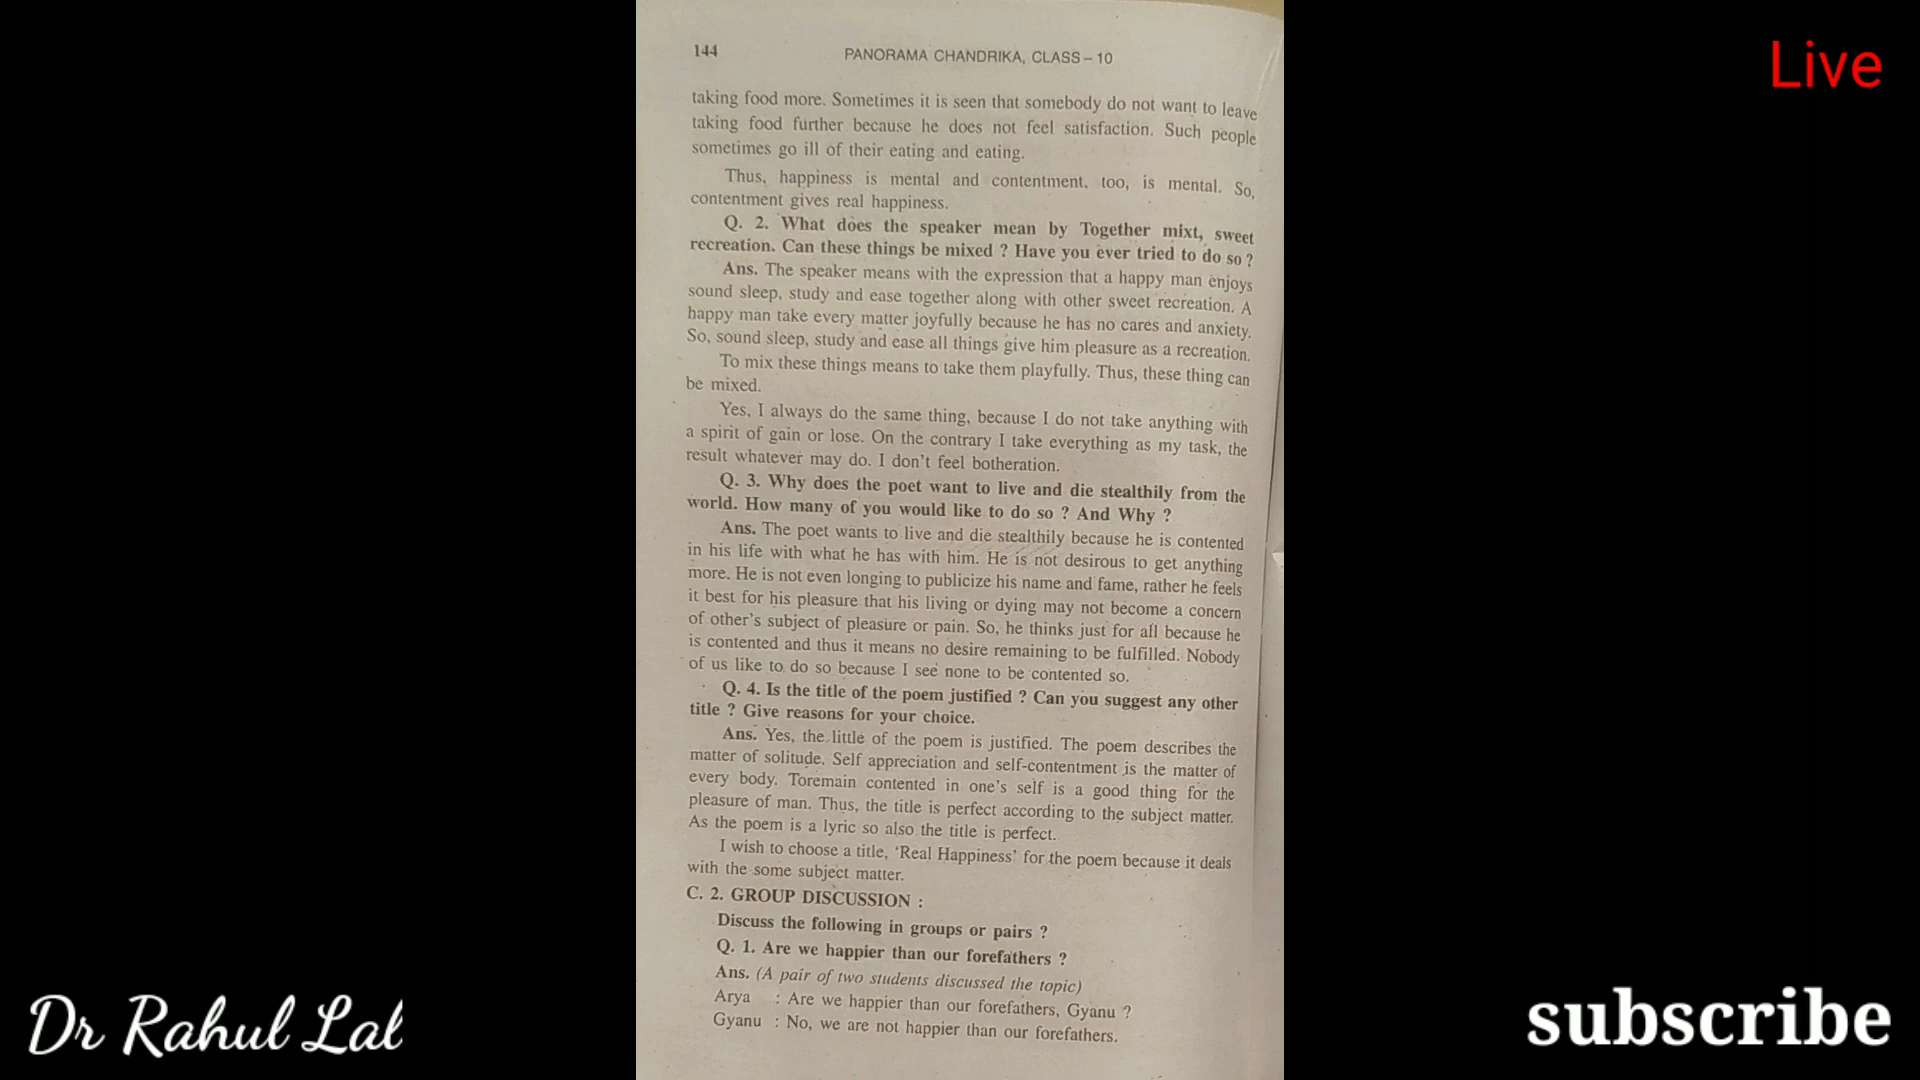 144
PANORAMA CHANDRIKA, CLASS – 10
Live
taking food more. Sometimes it is seen that somebody do not want to leave
taking food further because he does not feel satisfaction. Such people
sometimes go ill of their eating and eating.
Thus, happiness is mental and contentment, too, is mental. So,
contentment gives real happiness.
Q. 2. What does the speaker mean by Together mixt, sweet
recreation. Can these things be mixed ? Have you ever tried to do so ?
Ans. The speaker means with the expression that a happy man enjoys
sound sleep, study and ease together along with other sweet recreation. A
happy man take every matter joyfully because he has no cares and anxiety.
So, sound sleep, study and ease all things give him pleasure as a recreation.
To mix these things means to take them playfully. Thus, these thing can
be mixed.
Yes, I always do the same thing, because I do not take anything with
a spirit of gain or lose. On the contrary I take everything as my task, the
result whatever may do. I don't feel botheration.
Q. 3. Why does the poet want to live and die stealthily from the
world. How many of you would like to do so ? And Why ?
Ans. The poet wants to live and die stealthily because he is contented
in his life with what he has with him. He is not desirous to get anything
more. He is not even longing to publicize his name and fame, rather he feels
it best for his pleasure that his living or dying may not become a concern
of other's subject of pleasure or pain. So, he thinks just for all because he
is contented and thus it means no desire remaining to be fulfilled. Nobody
of us like to do so because I see none to be contented so.
Q. 4. Is the title of the poem justified ? Can you suggest any other
title ? Give reasons for your choice.
Ans. Yes, the little of the poem is justified. The poem describes the
matter of solitude. Self appreciation and self-contentment is the matter of
every body. Toremain contented in one's self is a good thing for the
pleasure of man. Thus, the title is perfect according to the subject matter.
As the poem is a lyric so also the title is perfect.
I wish to choose a title, 'Real Happiness' for the poem because it deals
with the some subject matter.
C. 2. GROUP DISCUSSION :
Discuss the following in groups or pairs ?
Q. 1. Are we happier than our forefathers ?
Ans. (A pair of two students discussed the topic)
Arya : Are we happier than our forefathers, Gyanu ?
Gyanu : No, we are not happier than our forefathers.
Dr Rahul Lal
subscribe